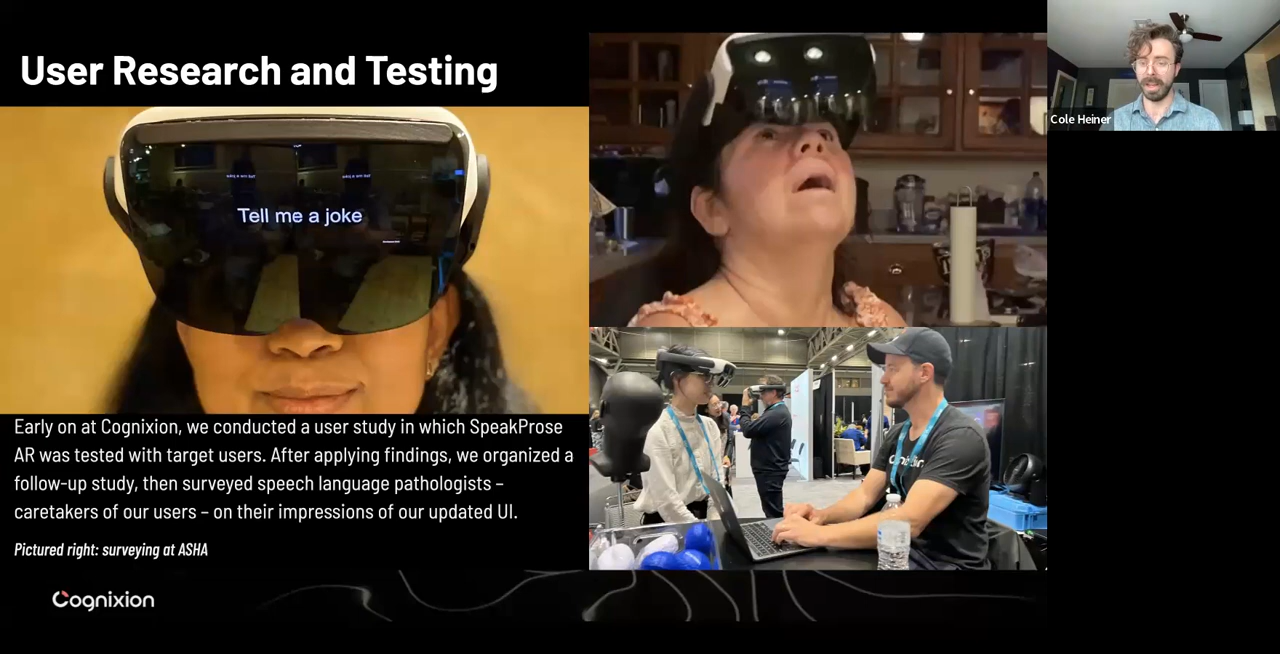 User Research and Testing
Cole Heiner
Tell me a joke
Early on at Cognixion, we conducted a user study in which SpeakProse
AR was tested with target users. After applying findings, we organized a
follow-up study, then surveyed speech language pathologists –
caretakers of our users – on their impressions of our updated UI.
Pictured right: surveying at ASHA
Cognixion